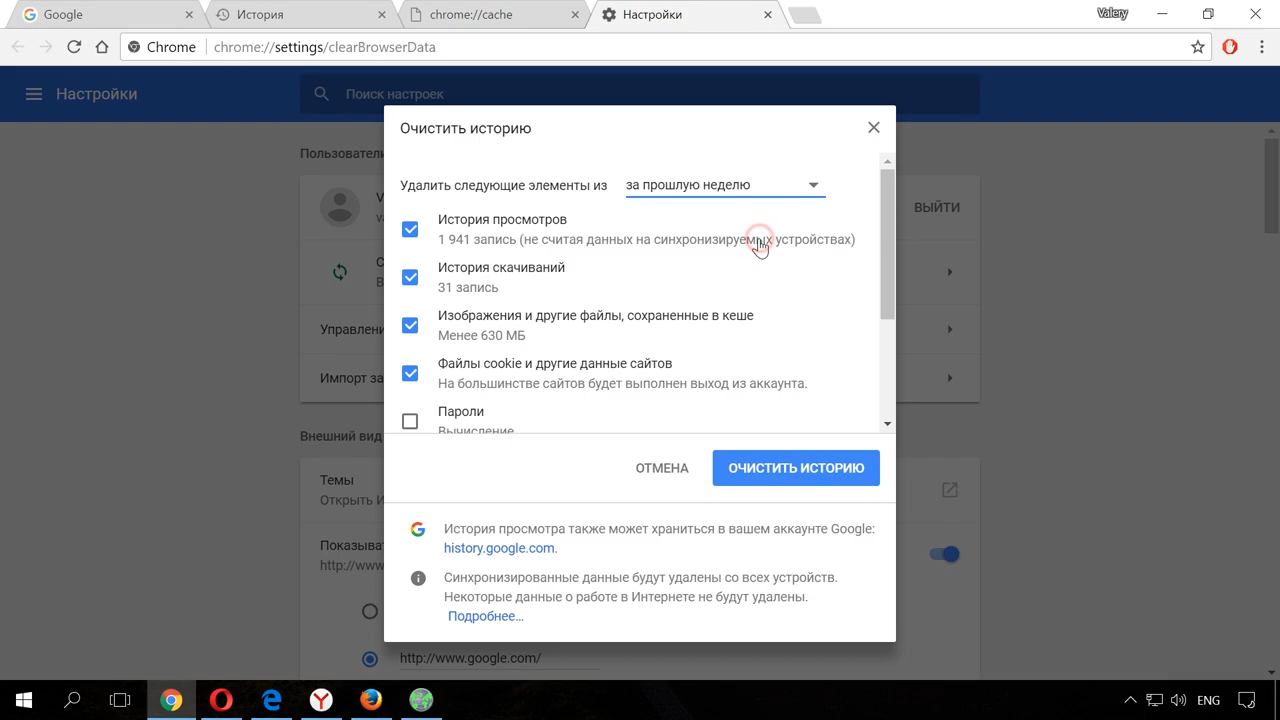 Google
История
chrome://cache
Настройки
Valery
Chrome
chrome://settings/clearBrowserData
Настройки
Поиск настроек
Пользовател
Очистить историю
Удалить следующие элементы из
за прошлую неделю
История просмотров
1 941 запись (не считая данных на синхронизируемых устройствах)
История скачиваний
31 запись
Изображения и другие файлы, сохраненные в кеше
Менее 630 МБ
Файлы cookie и другие данные сайтов
На большинстве сайтов будет выполнен выход из аккаунта.
Пароли
Вычисление
ВЫЙТИ
Управлени
Импорт за
Внешний вид
ОТМЕНА
ОЧИСТИТЬ ИСТОРИЮ
Темы
Открыть И
Показыват
http://www
История просмотра также может храниться в вашем аккаунте Google:
history.google.com.
Синхронизированные данные будут удалены со всех устройств.
Некоторые данные о работе в Интернете не будут удалены.
Подробнее...
http://www.google.com/
ENG